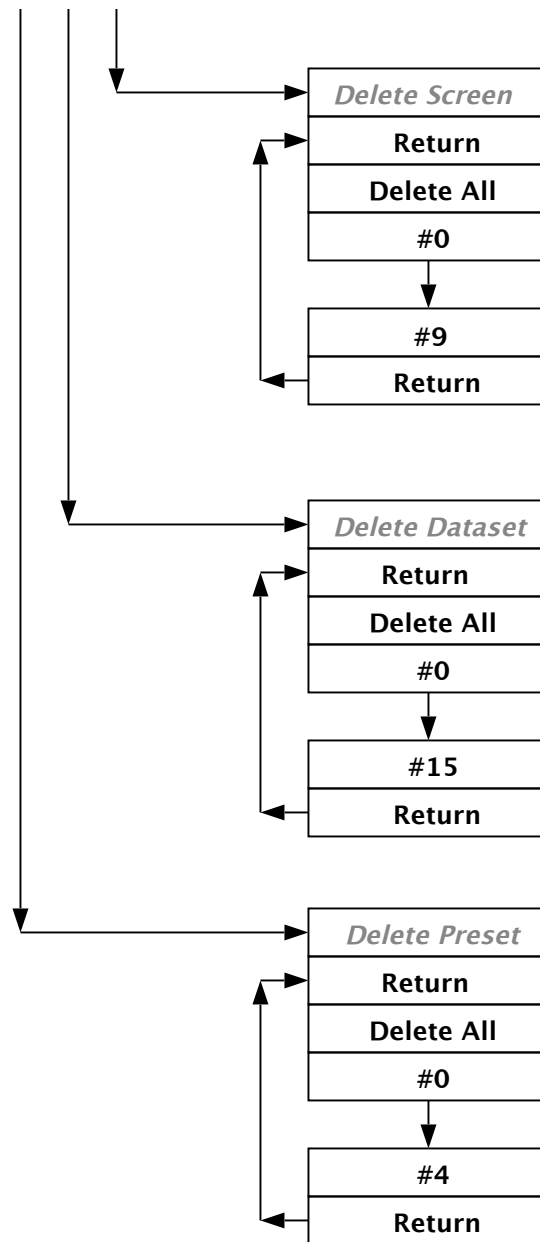 Delete Screen
Return
Delete All
#0
#9
Return
Delete Dataset
Return
Delete All
#0
#15
Return
Delete Preset
Return
Delete All
#0
#4
Return